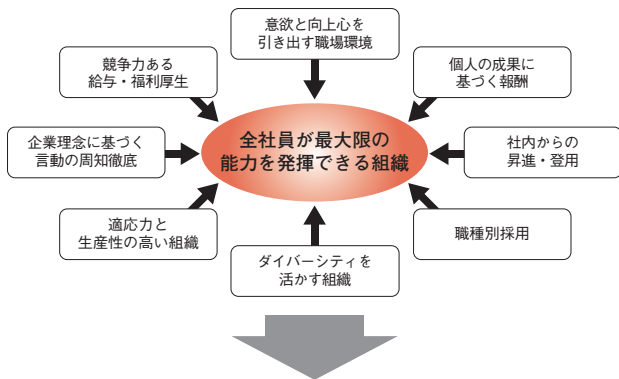 意欲と向上心を
引き出す職場環境
競争力ある
給与・福利厚生
個人の成果に
基づく報酬
企業理念に基づく
言動の周知徹底
全社員が最大限の
能力を発揮できる組織
社内からの
昇進・登用
適応力と
生産性の高い組織
職種別採用
ダイバーシティを
活かす組織